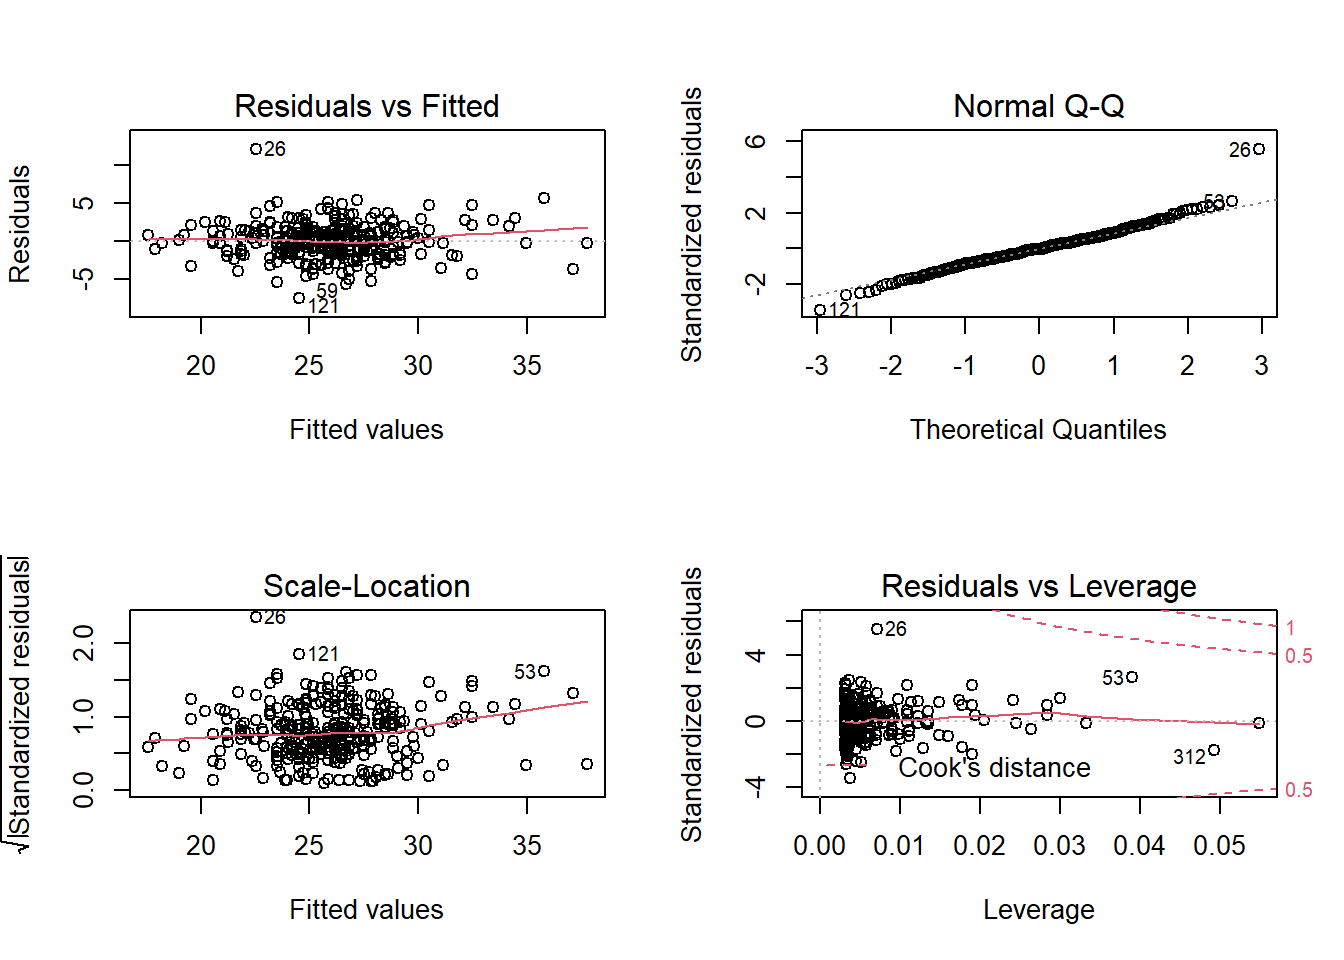 Residuals vs Fitted
Residuals
5
-5
26
59
121
20 25 30 35
Fitted values
Normal Q-Q
Standardized residuals
6
2
-2
26
53
121
-3 -2 -1 0 1 2 3
Theoretical Quantiles
Scale-Location
√|Standardized residuals|
2.0
1.0
0.0
26
121
53
20 25 30 35
Fitted values
Residuals vs Leverage
Standardized residuals
4
0
-4
26
53
312
1
0.5
0.5
Cook's distance
0.00 0.01 0.02 0.03 0.04 0.05
Leverage